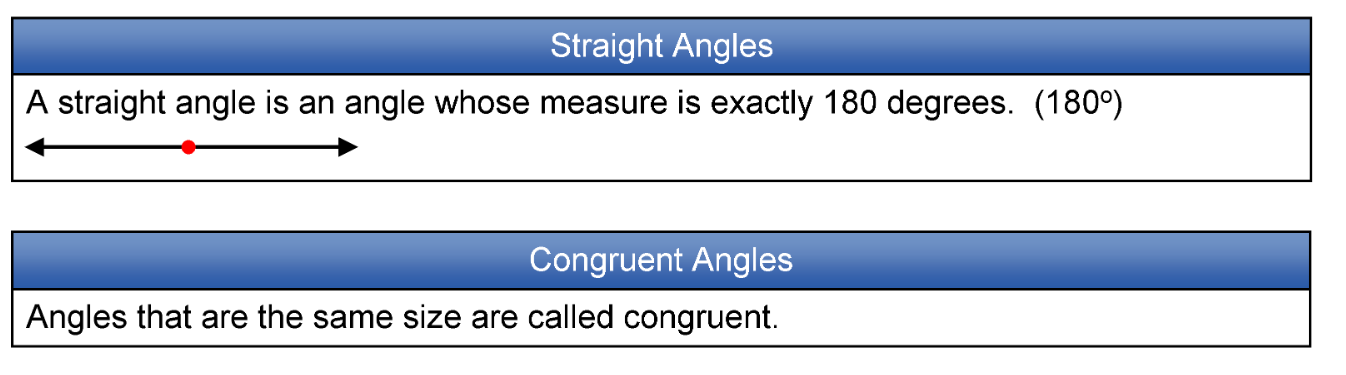 Straight Angles
A straight angle is an angle whose measure is exactly 180 degrees.  (180º)
Congruent Angles
Angles that are the same size are called congruent.